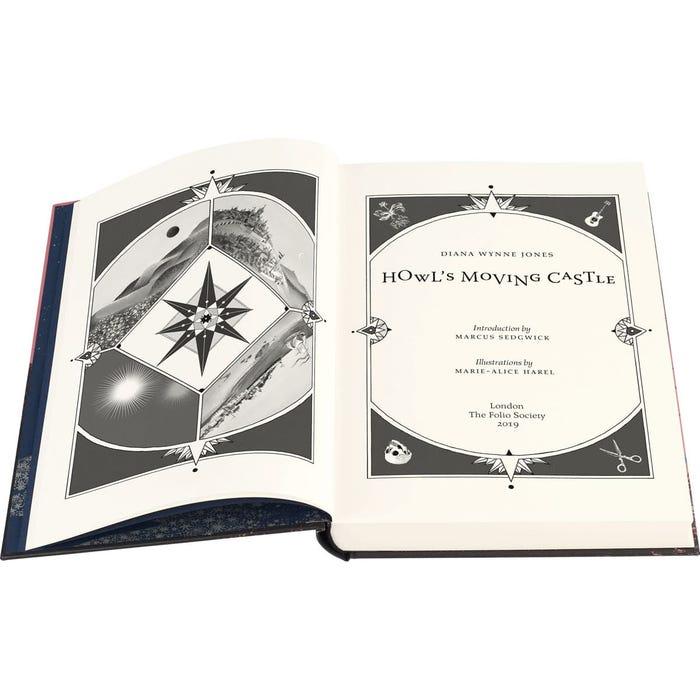 DIANA WYNNE JONES
HOWL'S MOVING CASTLE
Introduction by
MARCUS SEDGWICK
Illustrations by
MARIE-ALICE HAREL
London
The Folio Society
2019